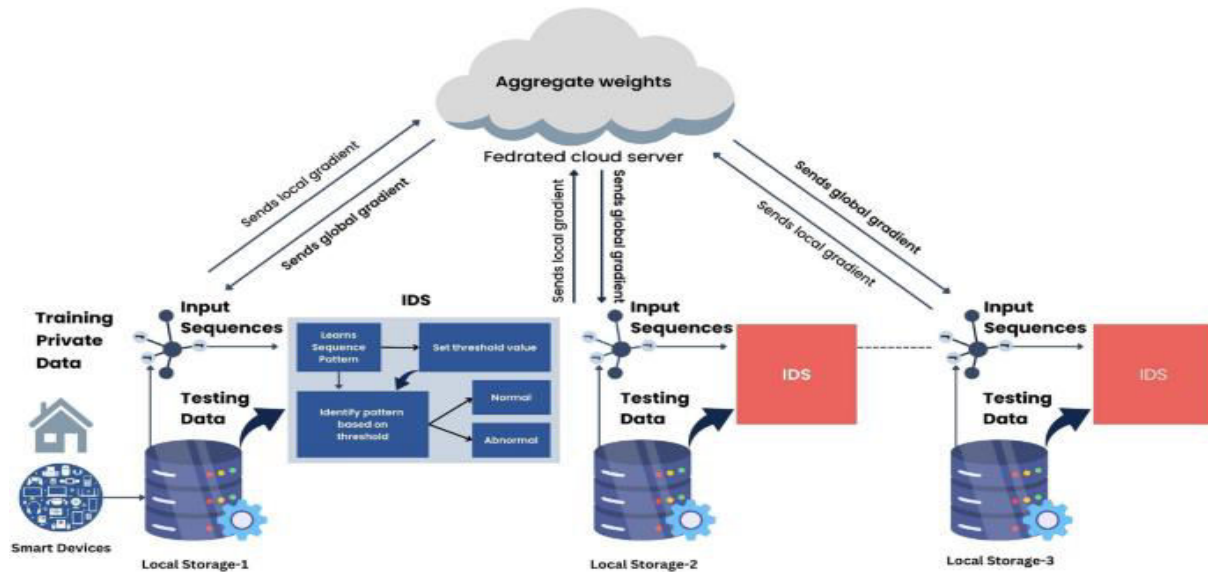 Aggregate weights
Fedrated cloud server
Sends local gradient
Sends global gradient
Sends local gradient
Sends global gradient
Sends global gradient
Sends local gradient
Training
Private
Data
Input
Sequences
IDS
Learns
Sequence
Pattern
Set threshold value
Identify pattern
based on
threshold
Normal
Abnormal
Testing
Data
Smart Devices
Local Storage-1
Input
Sequences
IDS
Testing
Data
Local Storage-2
Input
Sequences
IDS
Testing
Data
Local Storage-3